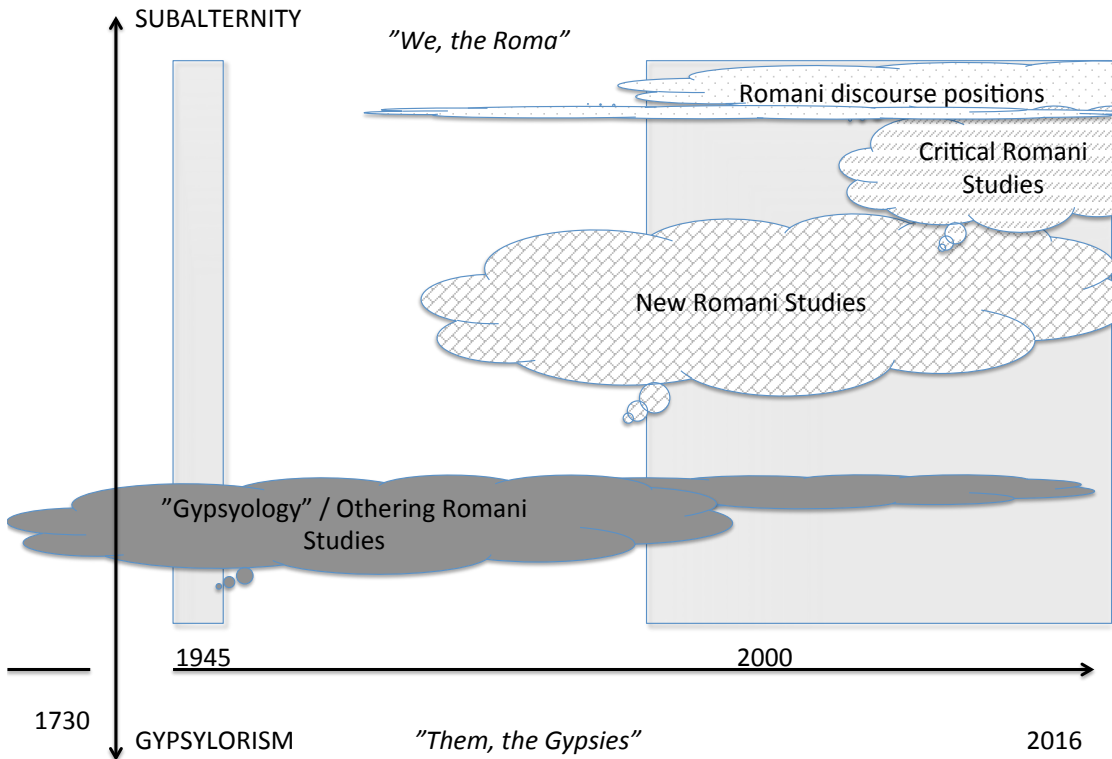 SUBALTERNITY
”We, the Roma”
Romani discourse positions
Critical Romani
Studies
New Romani Studies
”Gypsyology” / Othering Romani
Studies
1945
2000
1730
GYPSYLORISM
”Them, the Gypsies”
2016